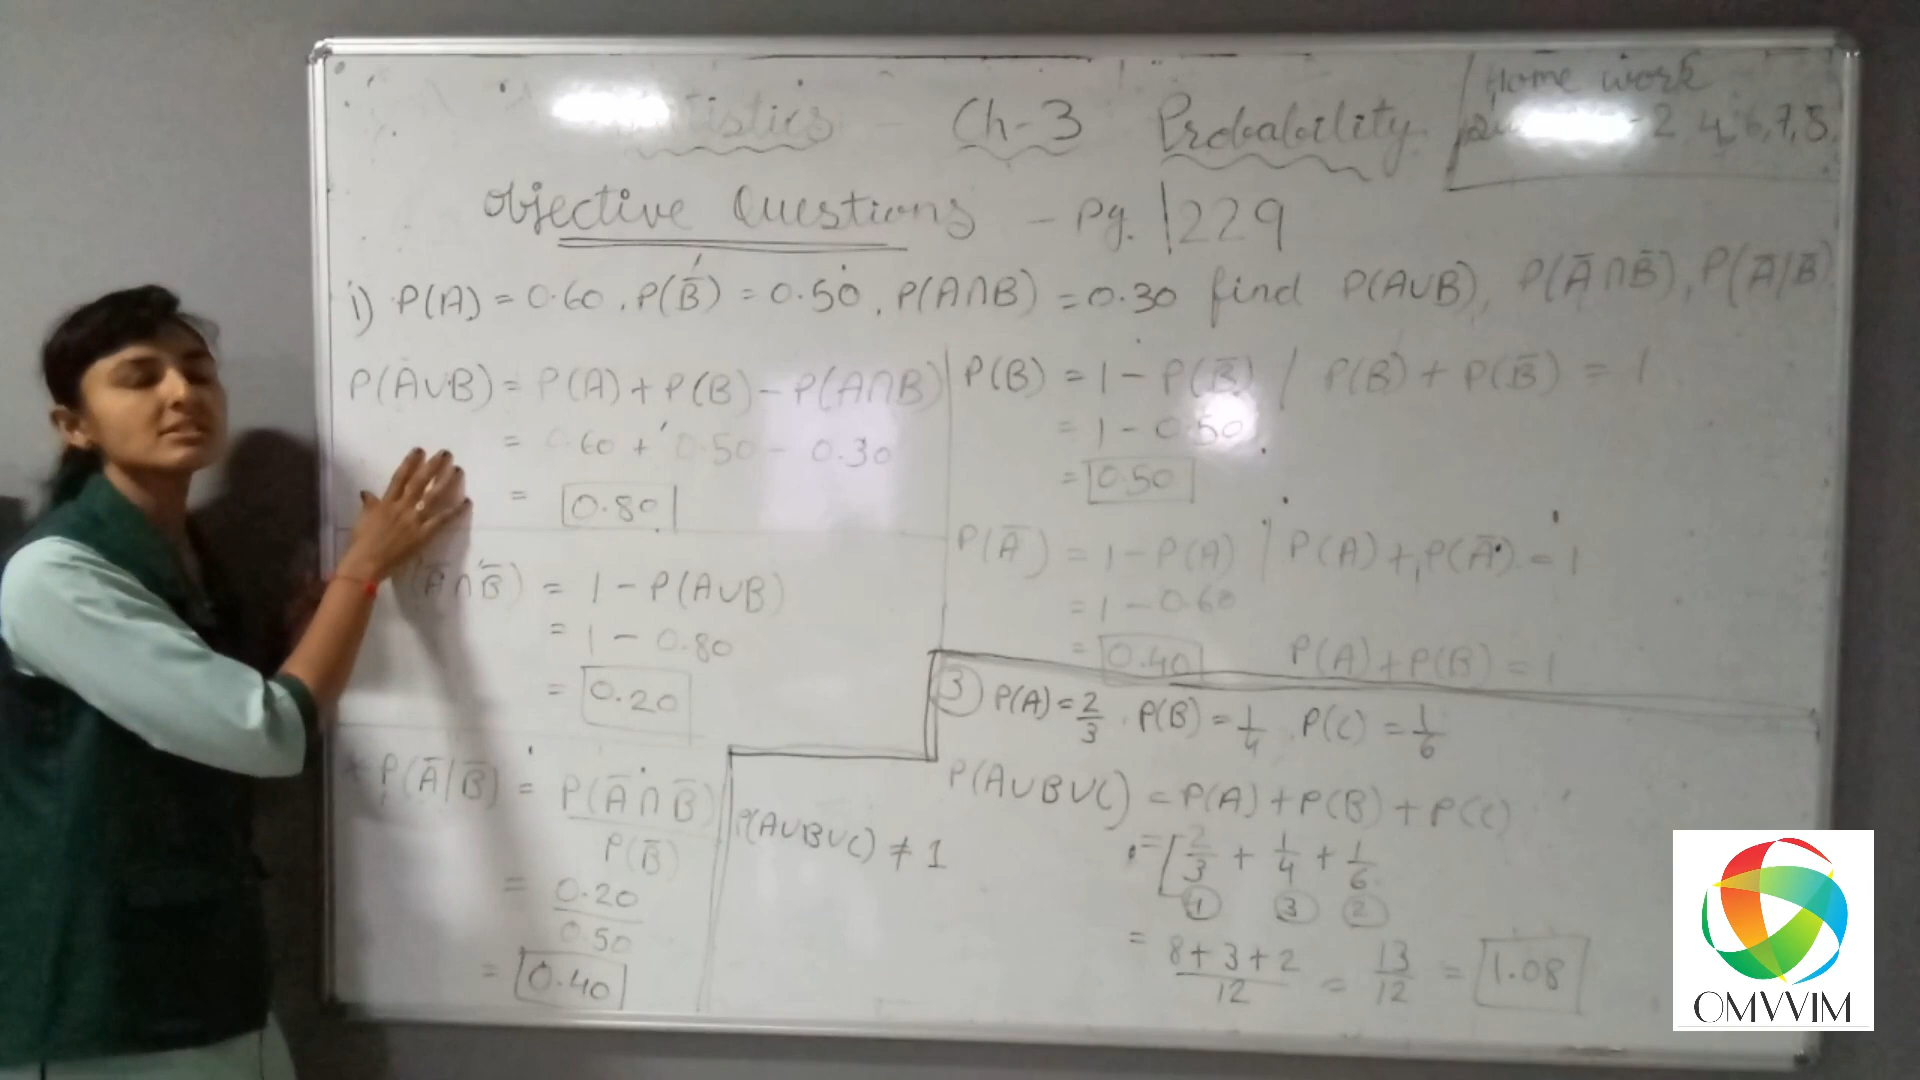 tistics - Ch-3 Probability.
Home work
2 4, 6, 7, 5.
Objective Questions - Pg. |229
i) P(A) = 0.60, P(B̅) = 0.50, P(A∩B) = 0.30 find P(A∪B), P(A̅∩B̅), P(A̅|B̅)
P(A∪B) = P(A) + P(B) - P(A∩B)
= 0.60 + 0.50 - 0.30
= 0.80
P(B) = 1 - P(B̅) / P(B) + P(B̅) = 1
= 1 - 0.50
= 0.50
P(A̅) = 1 - P(A) | P(A) + P(A̅) = 1
= 1 - 0.60
= 0.40
P(A) + P(B) = 1
∩B̅) = 1 - P(A∪B)
= 1 - 0.80
= 0.20
* P(A̅|B̅) = P(A̅∩B̅)
P(B̅)
= 0.20
0.50
= 0.40
P(A∪B∪C) ≠ 1
3 P(A) = 2/3, P(B) = 1/4, P(C) = 1/6
P(A∪B∪C) = P(A) + P(B) + P(C)
= [2/3 + 1/4 + 1/6
1 3 2
= 8+3+2/12 = 13/12 = 1.08
OMVVIM